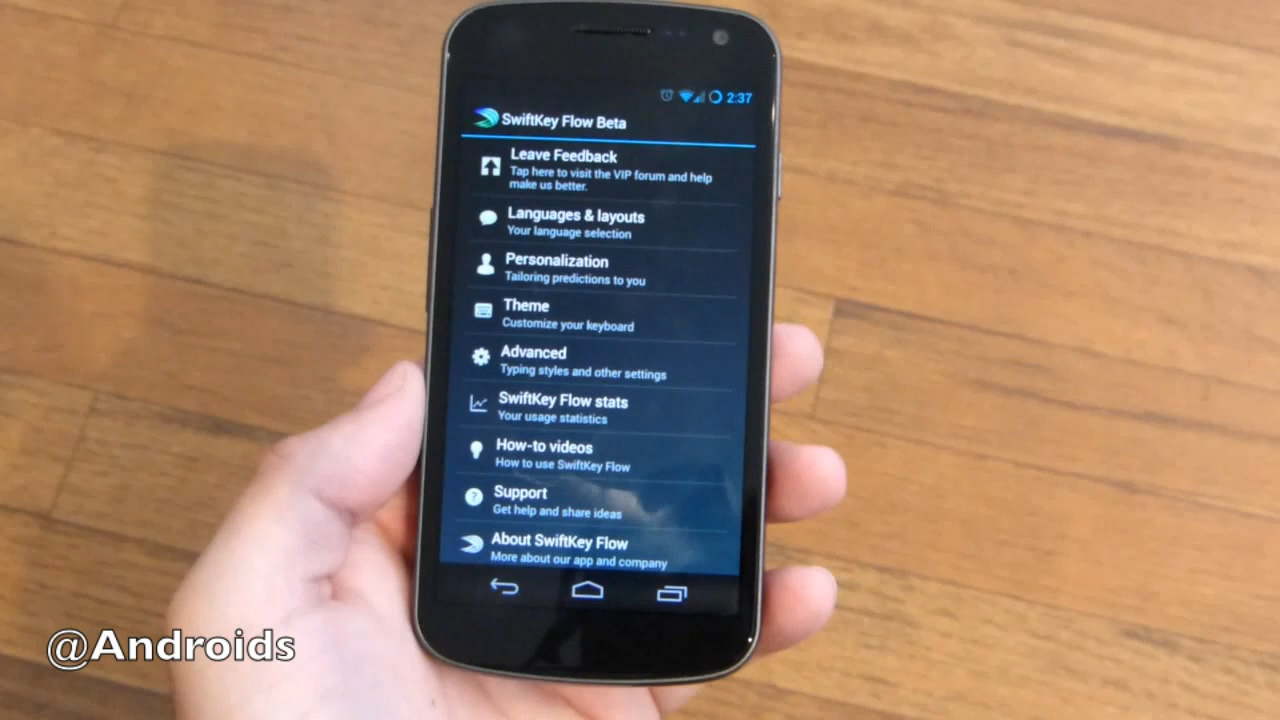 2:37
SwiftKey Flow Beta
Leave Feedback
Tap here to visit the VIP forum and help
make us better.
Languages & layouts
Your language selection
Personalization
Tailoring predictions to you
Theme
Customize your keyboard
Advanced
Typing styles and other settings
SwiftKey Flow stats
Your usage statistics
How-to videos
How to use SwiftKey Flow
Support
Get help and share ideas
About SwiftKey Flow
More about our app and company
@Androids